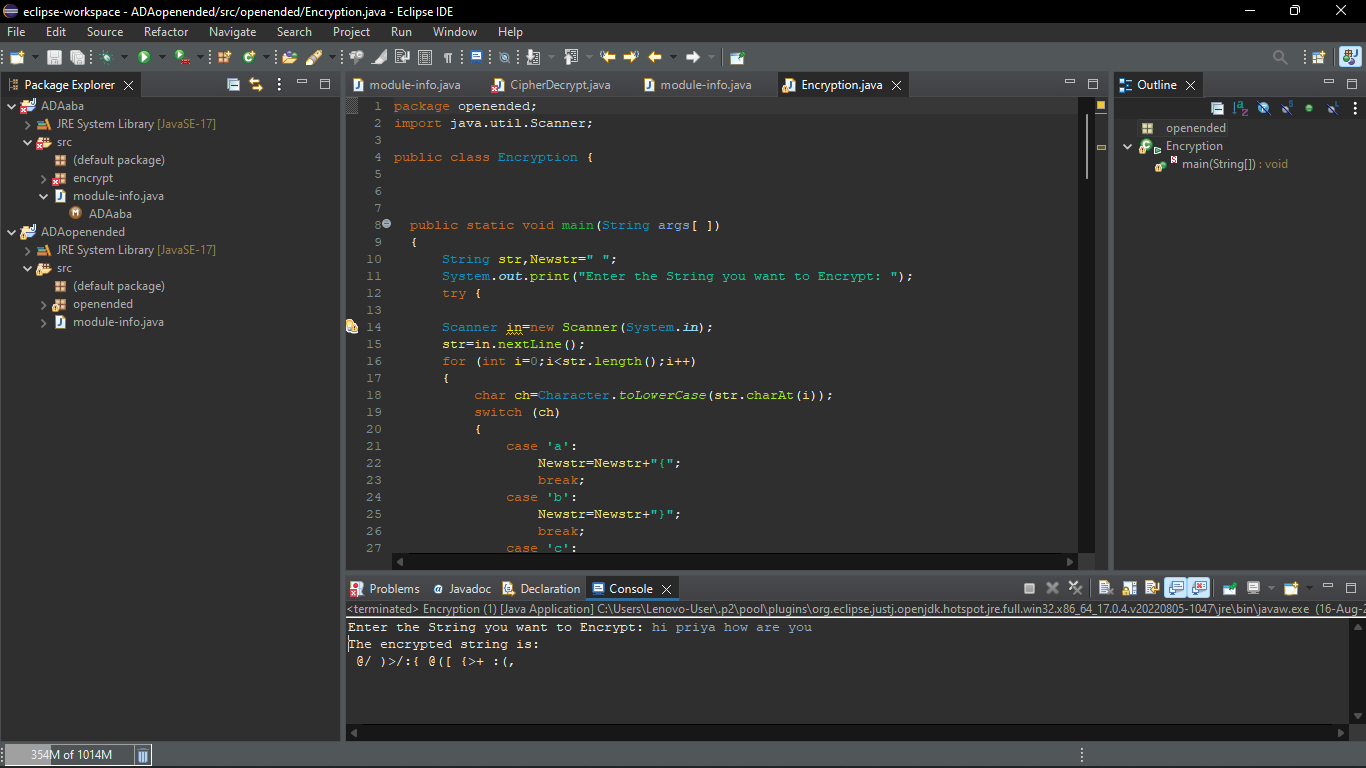 eclipse-workspace - ADAopenended/src/openended/Encryption.java - Eclipse IDE
File Edit Source Refactor Navigate Search Project Run Window Help
Package Explorer
ADAaba
JRE System Library [JavaSE-17]
src
(default package)
encrypt
module-info.java
ADAaba
ADAopenended
JRE System Library [JavaSE-17]
src
(default package)
openended
module-info.java
module-info.java CipherDecrypt.java module-info.java Encryption.java
1 package openended;
2 import java.util.Scanner;
3
4 public class Encryption {
5
6
7
8 public static void main(String args[ ])
9 {
10 String str,Newstr=" ";
11 System.out.print("Enter the String you want to Encrypt: ");
12 try {
13
14 Scanner in=new Scanner(System.in);
15 str=in.nextLine();
16 for (int i=0;i<str.length();i++)
17 {
18 char ch=Character.toLowerCase(str.charAt(i));
19 switch (ch)
20 {
21 case 'a':
22 Newstr=Newstr+"{";
23 break;
24 case 'b':
25 Newstr=Newstr+"}";
26 break;
27 case 'c':
Outline
openended
Encryption
main(String[]) : void
Problems Javadoc Declaration Console
<terminated> Encryption (1) [Java Application] C:\Users\Lenovo-User\.p2\pool\plugins\org.eclipse.justj.openjdk.hotspot.jre.full.win32.x86_64_17.0.4.v20220805-1047\jre\bin\javaw.exe (16-Aug-2
Enter the String you want to Encrypt: hi priya how are you
The encrypted string is:
@/ )>/:{ @([ {>+ :(,
354M of 1014M